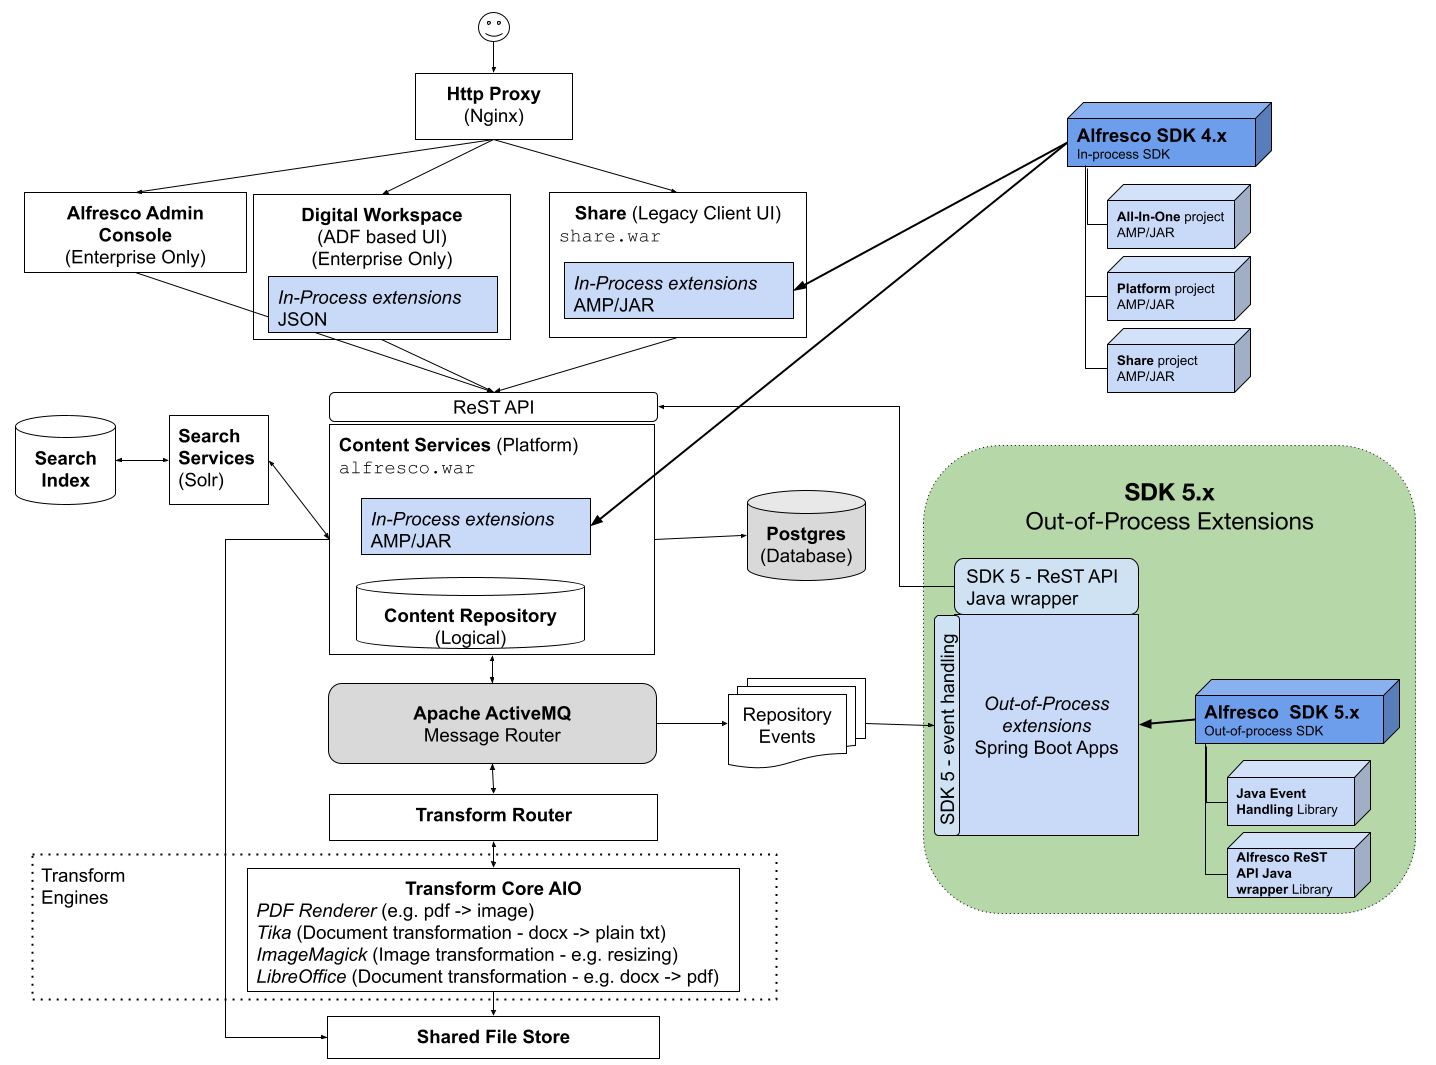 Http Proxy
(Nginx)
Alfresco SDK 4.x
In-process SDK
All-In-One project
AMP/JAR
Platform project
AMP/JAR
Share project
AMP/JAR
Alfresco Admin
Console
(Enterprise Only)
Digital Workspace
(ADF based UI)
(Enterprise Only)
In-Process extensions
JSON
Share (Legacy Client UI)
share.war
In-Process extensions
AMP/JAR
ReST API
Search
Index
Search
Services
(Solr)
Content Services (Platform)
alfresco.war
In-Process extensions
AMP/JAR
Content Repository
(Logical)
Postgres
(Database)
SDK 5.x
Out-of-Process Extensions
SDK 5 - ReST API
Java wrapper
SDK 5 - event handling
Out-of-Process
extensions
Spring Boot Apps
Alfresco  SDK 5.x
Out-of-process SDK
Java Event
Handling Library
Alfresco ReST
API Java
wrapper Library
Apache ActiveMQ
Message Router
Repository
Events
Transform Router
Transform
Engines
Transform Core AIO
PDF Renderer (e.g. pdf -> image)
Tika (Document transformation - docx -> plain txt)
ImageMagick (Image transformation - e.g. resizing)
LibreOffice (Document transformation - e.g. docx -> pdf)
Shared File Store